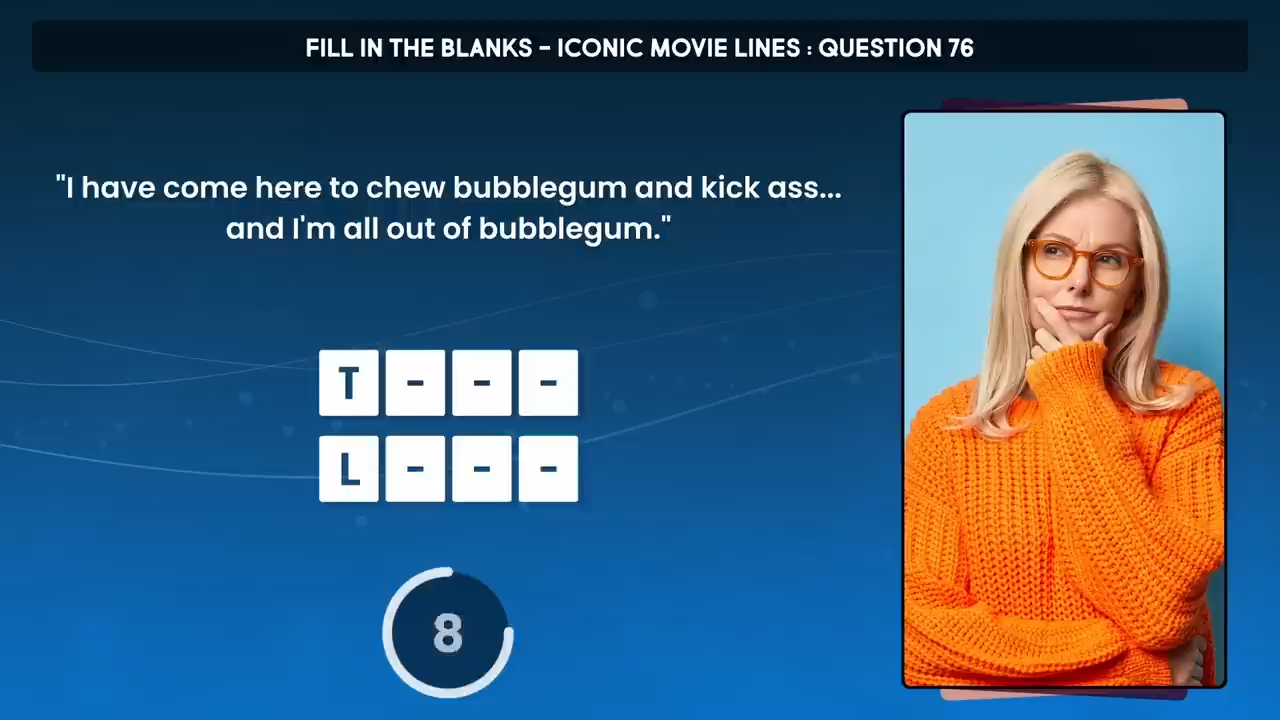 FILL IN THE BLANKS - ICONIC MOVIE LINES : QUESTION 76
"I have come here to chew bubblegum and kick ass...
and I'm all out of bubblegum."
T - - -
L - - -
8